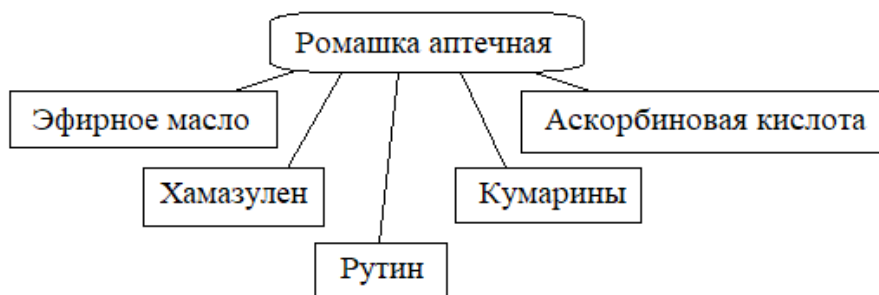 Ромашка аптечная
Эфирное масло
Аскорбиновая кислота
Хамазулен
Кумарины
Рутин